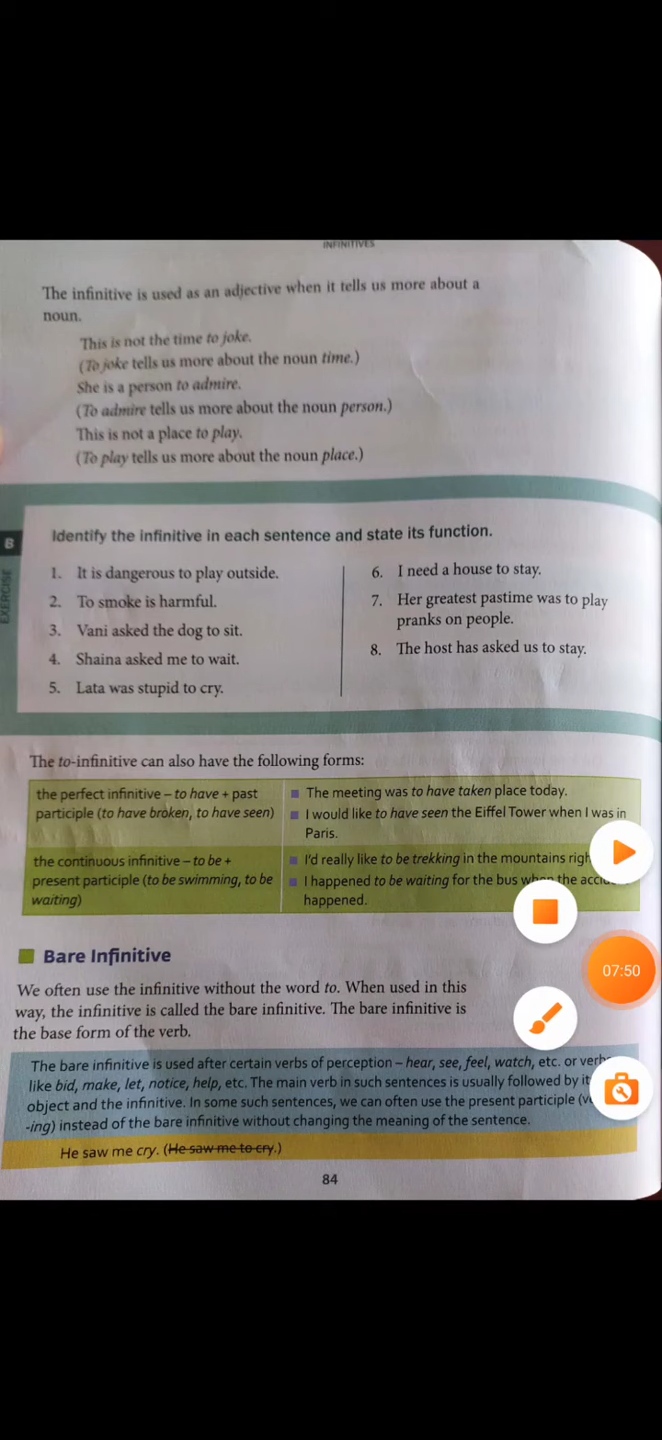 INFINITIVES
The infinitive is used as an adjective when it tells us more about a
noun.
This is not the time to joke.
(To joke tells us more about the noun time.)
She is a person to admire.
(To admire tells us more about the noun person.)
This is not a place to play.
(To play tells us more about the noun place.)
B
EXERCISE
Identify the infinitive in each sentence and state its function.
1. It is dangerous to play outside.
2. To smoke is harmful.
3. Vani asked the dog to sit.
4. Shaina asked me to wait.
5. Lata was stupid to cry.
6. I need a house to stay.
7. Her greatest pastime was to play
pranks on people.
8. The host has asked us to stay.
The to-infinitive can also have the following forms:
the perfect infinitive – to have + past
participle (to have broken, to have seen)
The meeting was to have taken place today.
I would like to have seen the Eiffel Tower when I was in
Paris.
the continuous infinitive – to be +
present participle (to be swimming, to be
waiting)
I'd really like to be trekking in the mountains
I happened to be waiting for the bus when the
happened.
07:50
Bare Infinitive
We often use the infinitive without the word to. When used in this
way, the infinitive is called the bare infinitive. The bare infinitive is
the base form of the verb.
The bare infinitive is used after certain verbs of perception – hear, see, feel, watch, etc. or
like bid, make, let, notice, help, etc. The main verb in such sentences is usually followed by
object and the infinitive. In some such sentences, we can often use the present participle
-ing) instead of the bare infinitive without changing the meaning of the sentence.
He saw me cry. (He saw me to cry.)
84